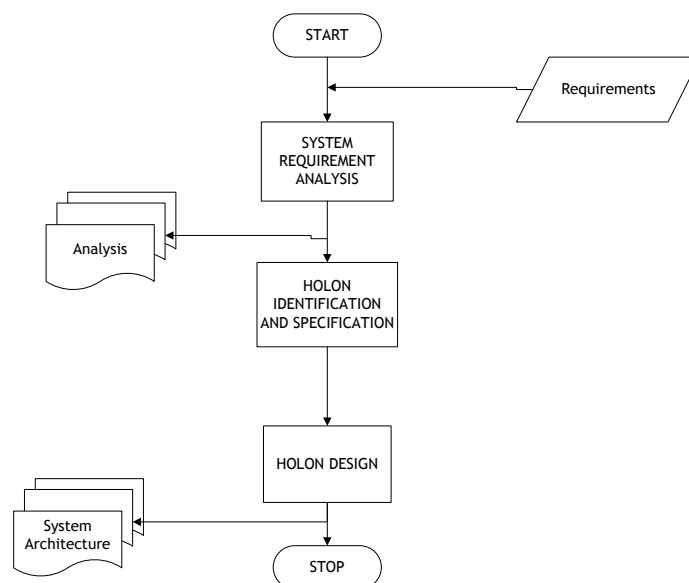 START
Requirements
SYSTEM
REQUIREMENT
ANALYSIS
Analysis
HOLON
IDENTIFICATION
AND SPECIFICATION
HOLON DESIGN
System
Architecture
STOP